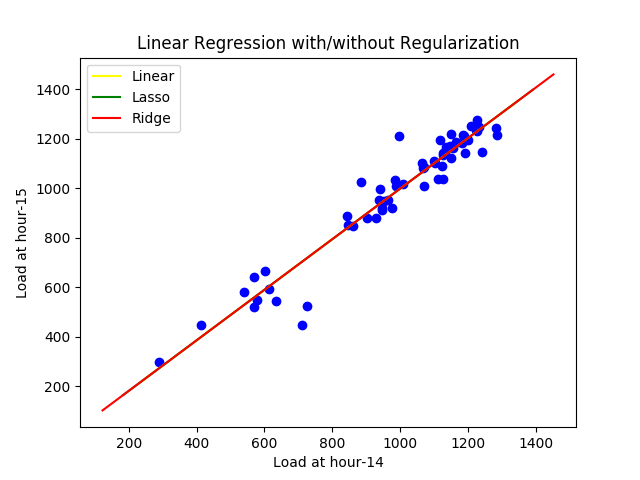 Linear Regression with/without Regularization
Linear
Lasso
Ridge
1400
1200
1000
800
600
400
200
Load at hour-15
200 400 600 800 1000 1200 1400
Load at hour-14